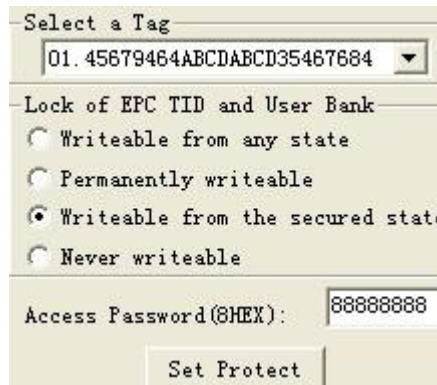 Select a Tag
01.45679464ABCDABCD35467684
Lock of EPC TID and User Bank
Writeable from any state
Permanently writeable
Writeable from the secured state
Never writeable
Access Password(8HEX): 88888888
Set Protect